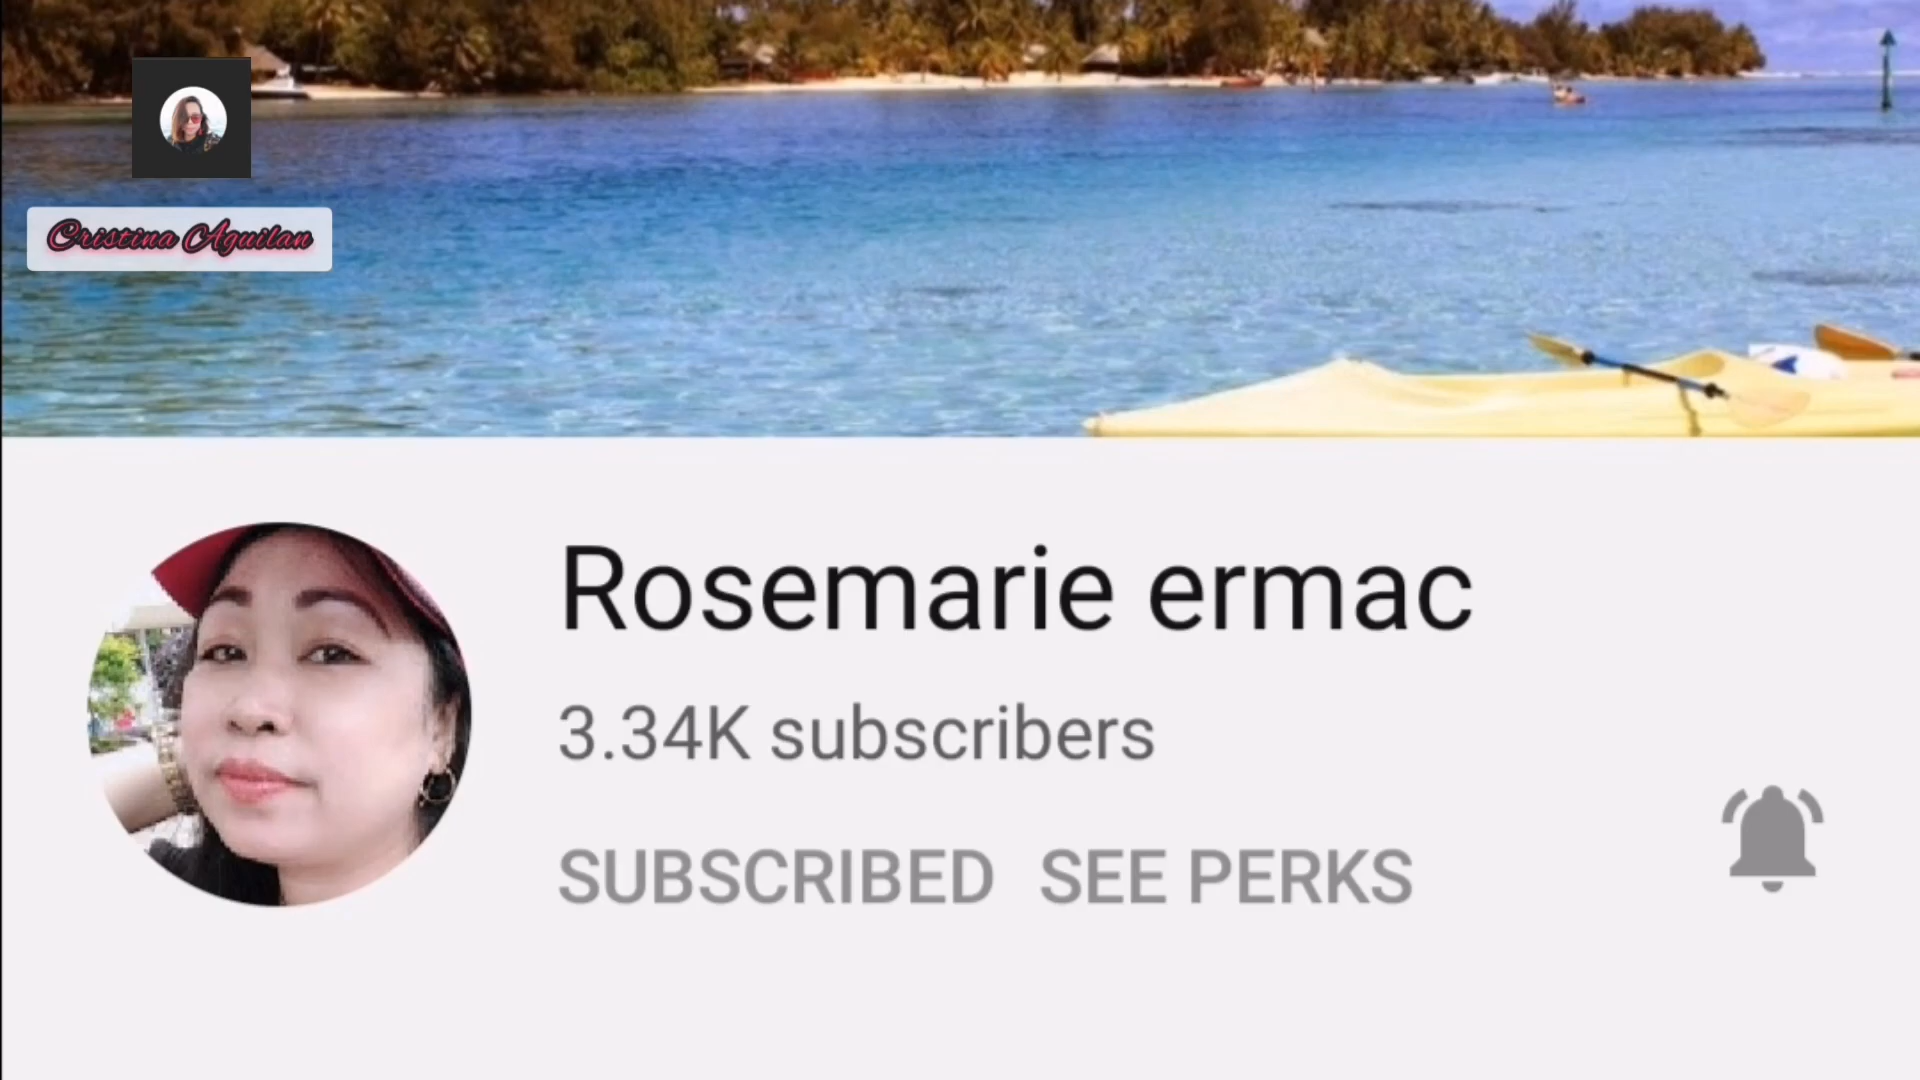 Cristina Aguilan
Rosemarie ermac
3.34K subscribers
SUBSCRIBED SEE PERKS